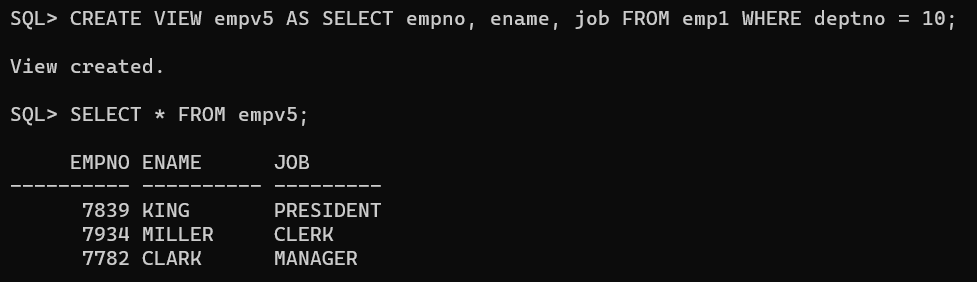 SQL> CREATE VIEW empv5 AS SELECT empno, ename, job FROM emp1 WHERE deptno = 10;
View created.
SQL> SELECT * FROM empv5;
     EMPNO ENAME      JOB
---------- ---------- ---------
      7839 KING       PRESIDENT
      7934 MILLER     CLERK
      7782 CLARK      MANAGER